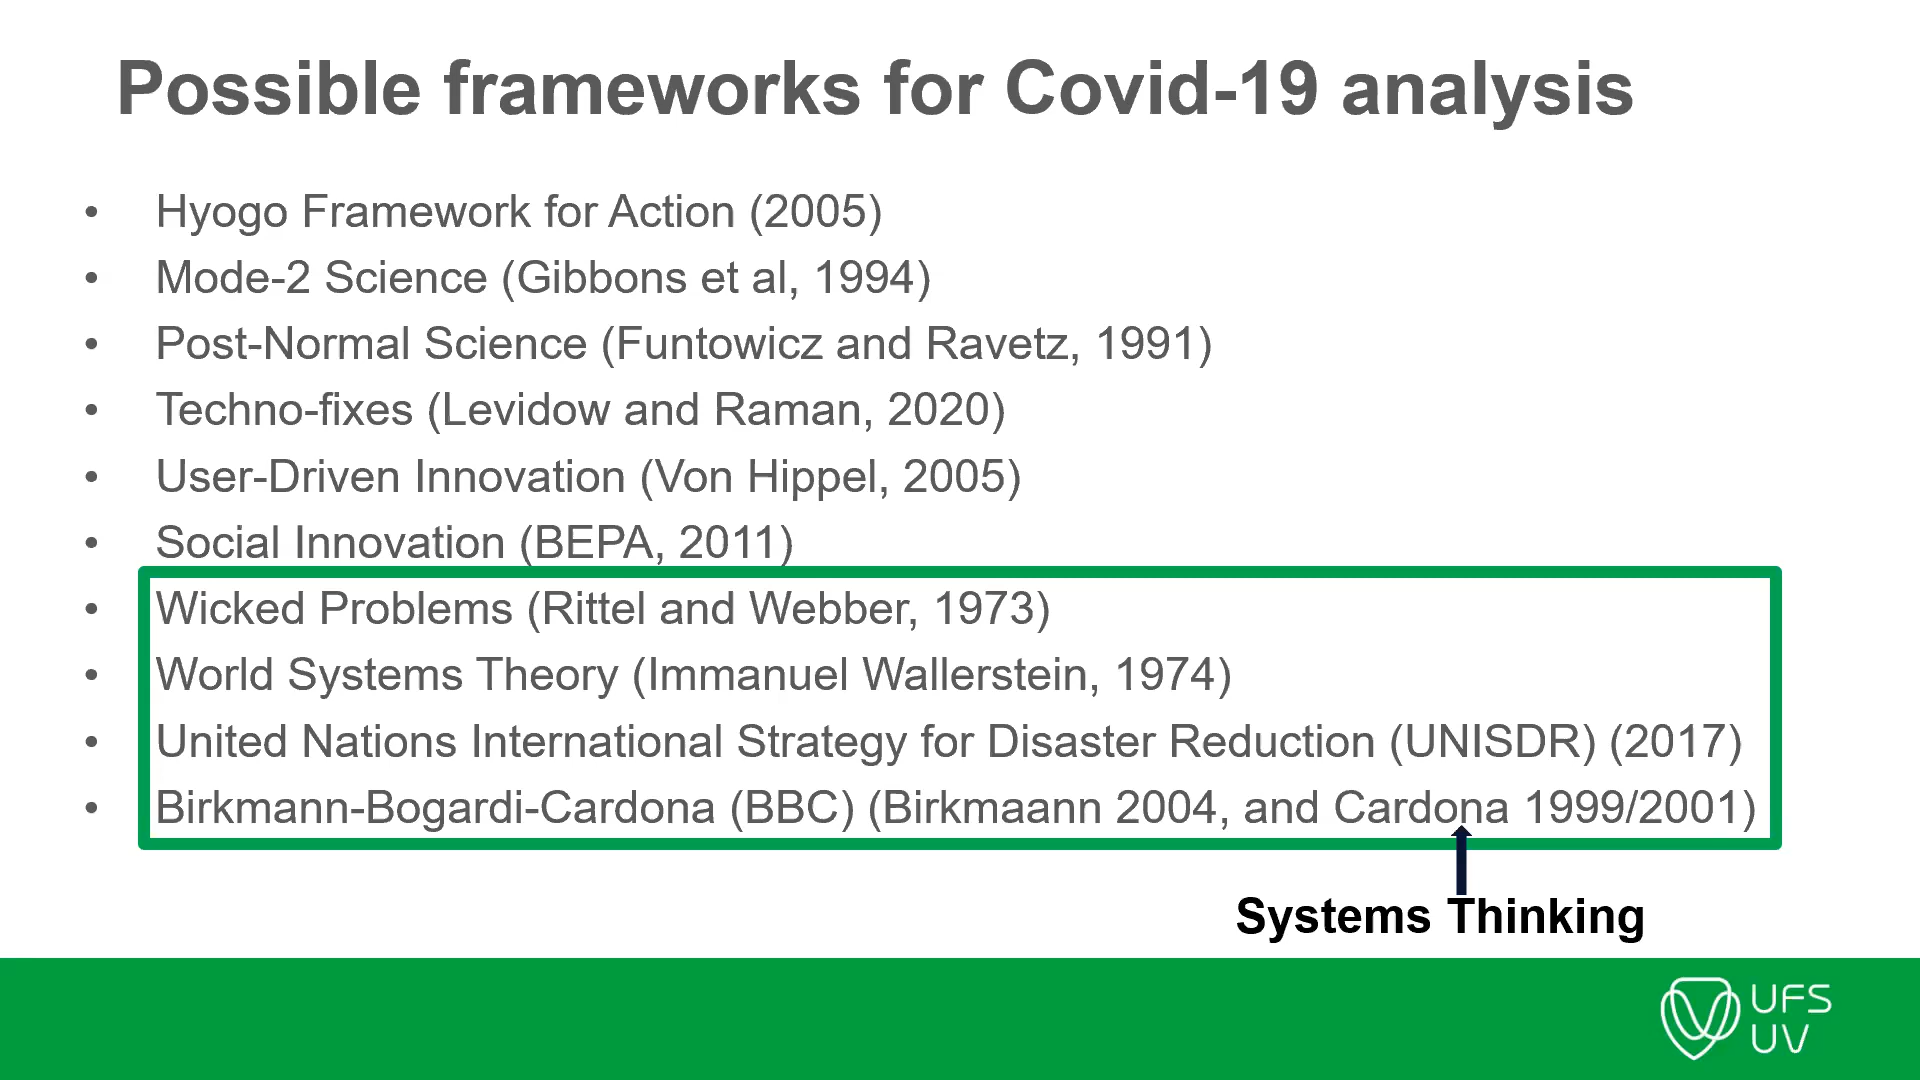 Possible frameworks for Covid-19 analysis
• Hyogo Framework for Action (2005)
• Mode-2 Science (Gibbons et al, 1994)
• Post-Normal Science (Funtowicz and Ravetz, 1991)
• Techno-fixes (Levidow and Raman, 2020)
• User-Driven Innovation (Von Hippel, 2005)
• Social Innovation (BEPA, 2011)
• Wicked Problems (Rittel and Webber, 1973)
• World Systems Theory (Immanuel Wallerstein, 1974)
• United Nations International Strategy for Disaster Reduction (UNISDR) (2017)
• Birkmann-Bogardi-Cardona (BBC) (Birkmaann 2004, and Cardona 1999/2001)
Systems Thinking
UFS
UV